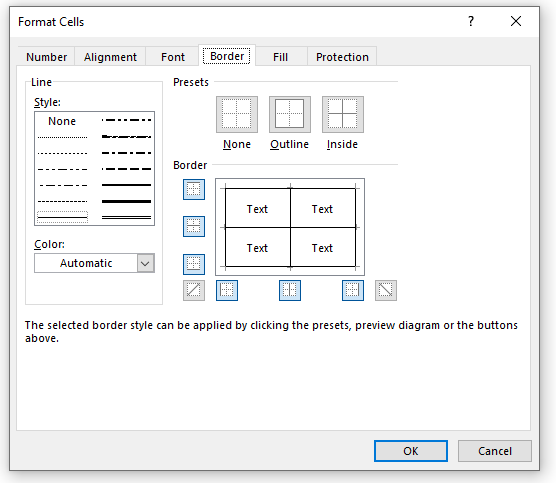 Format Cells ? ×
Number Alignment Font Border Fill Protection
Line
Style:
None
Color:
Automatic
Presets
None Outline Inside
Border
Text Text
Text Text
The selected border style can be applied by clicking the presets, preview diagram or the buttons
above.
OK Cancel